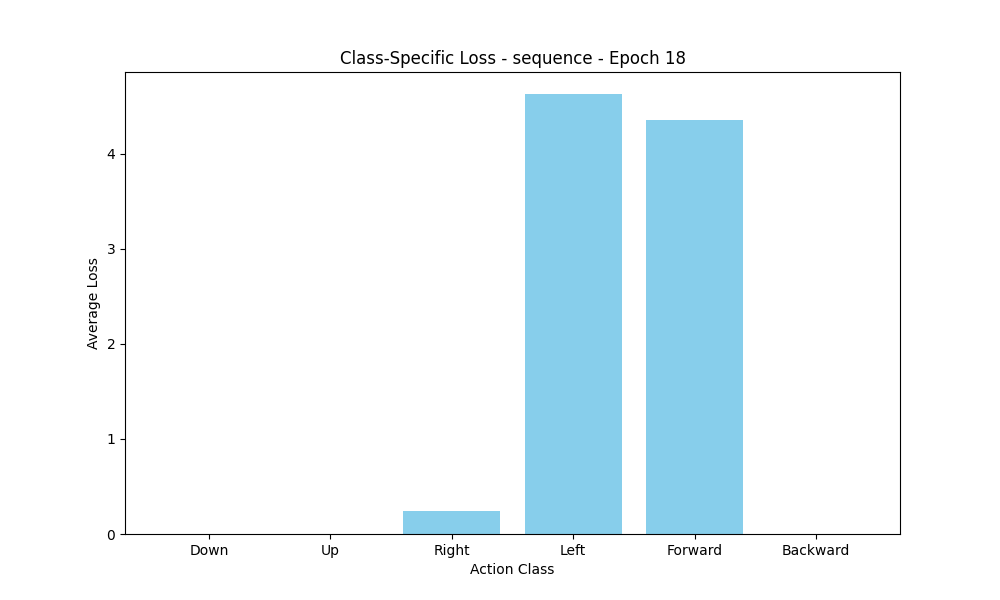 Class-Specific Loss - sequence - Epoch 18
Average Loss
4
3
2
1
0
Down Up Right Left Forward Backward
Action Class